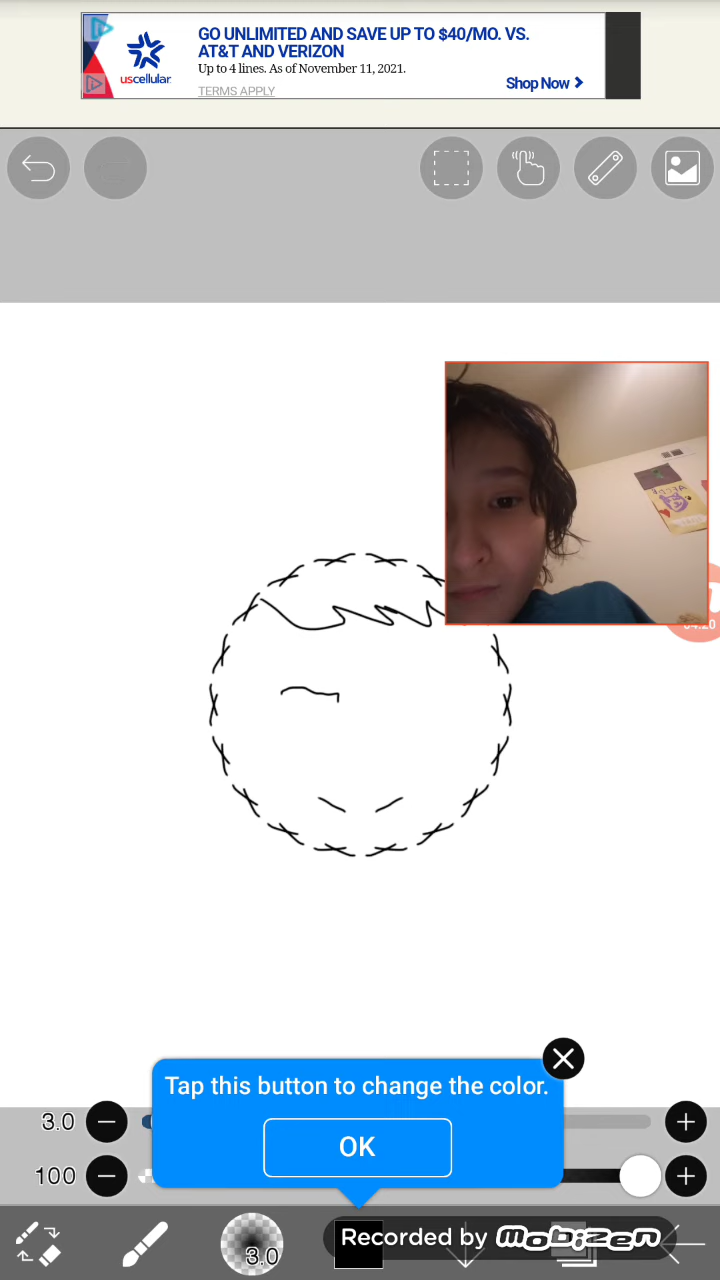 GO UNLIMITED AND SAVE UP TO $40/MO. VS.
AT&T AND VERIZON
Up to 4 lines. As of November 11, 2021.
uscellular
TERMS APPLY
Shop Now
04:20
Tap this button to change the color.
OK
3.0
100
3.0
Recorded by mobizen